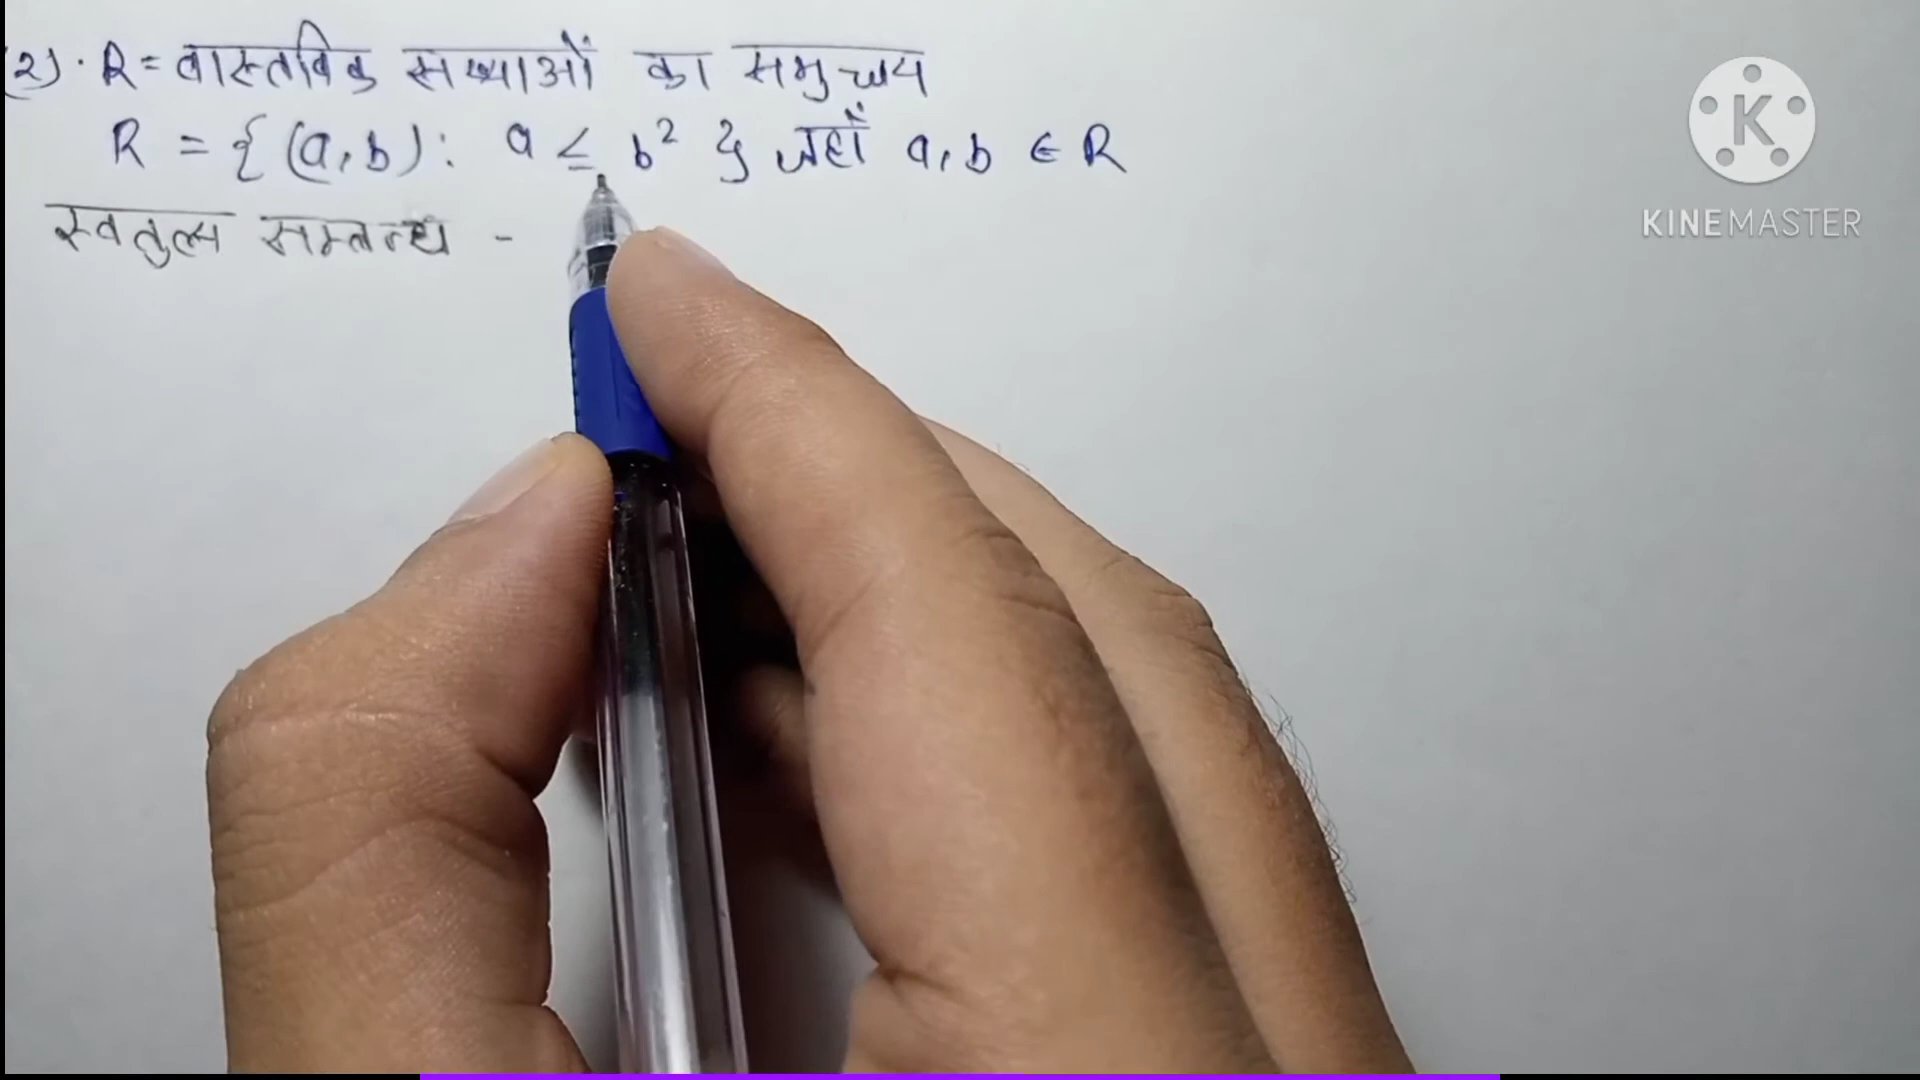 (2). R = वास्तविक संख्याओं का समुच्चय
R = {(a, b): a ≤ b² } जहाँ a, b ∈ R
स्वतुल्य सम्बन्ध -
K
KINEMASTER